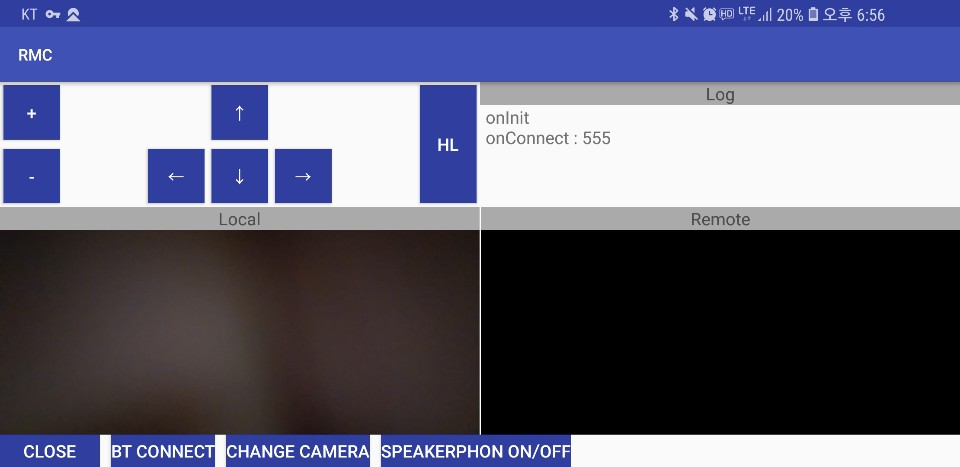 KT LTE 20% 오후 6:56
RMC
+ ↑ HL
- ← ↓ →
Log
onInit
onConnect : 555
Local Remote
CLOSE BT CONNECT CHANGE CAMERA SPEAKERPHON ON/OFF